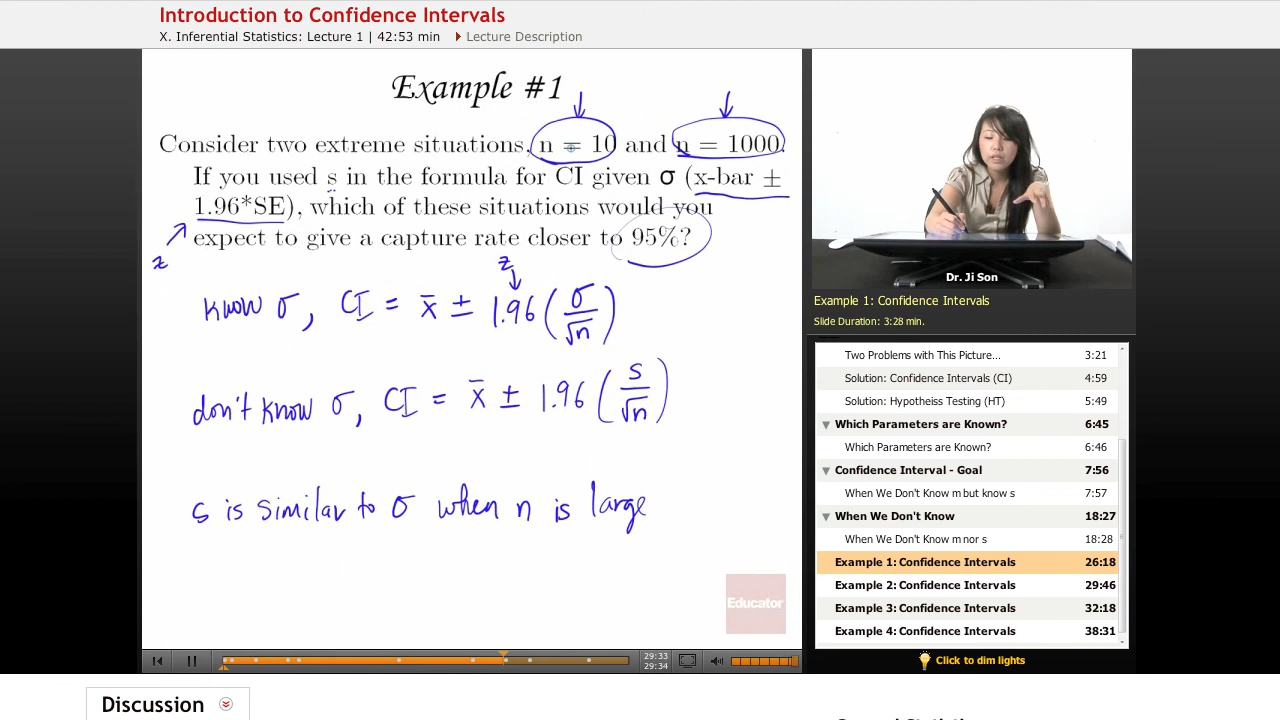 Introduction to Confidence Intervals
X. Inferential Statistics: Lecture 1 | 42:53 min
Lecture Description
Example #1
Consider two extreme situations, n = 10 and n = 1000.
If you used s in the formula for CI given σ (x-bar ±
1.96*SE), which of these situations would you
expect to give a capture rate closer to 95%?
z
z
know σ, CI = x̄ ± 1.96 (σ/√n)
don't know σ, CI = x̄ ± 1.96 (s/√n)
s is similar to σ when n is large
Educator
29:33
29:34
Dr. Ji Son
Example 1: Confidence Intervals
Slide Duration: 3:28 min.
Two Problems with This Picture... 3:21
Solution: Confidence Intervals (CI) 4:59
Solution: Hypotheiss Testing (HT) 5:49
Which Parameters are Known? 6:45
Which Parameters are Known? 6:46
Confidence Interval - Goal 7:56
When We Don't Know m but know s 7:57
When We Don't Know 18:27
When We Don't Know m nor s 18:28
Example 1: Confidence Intervals 26:18
Example 2: Confidence Intervals 29:46
Example 3: Confidence Intervals 32:18
Example 4: Confidence Intervals 38:31
Click to dim lights
Discussion